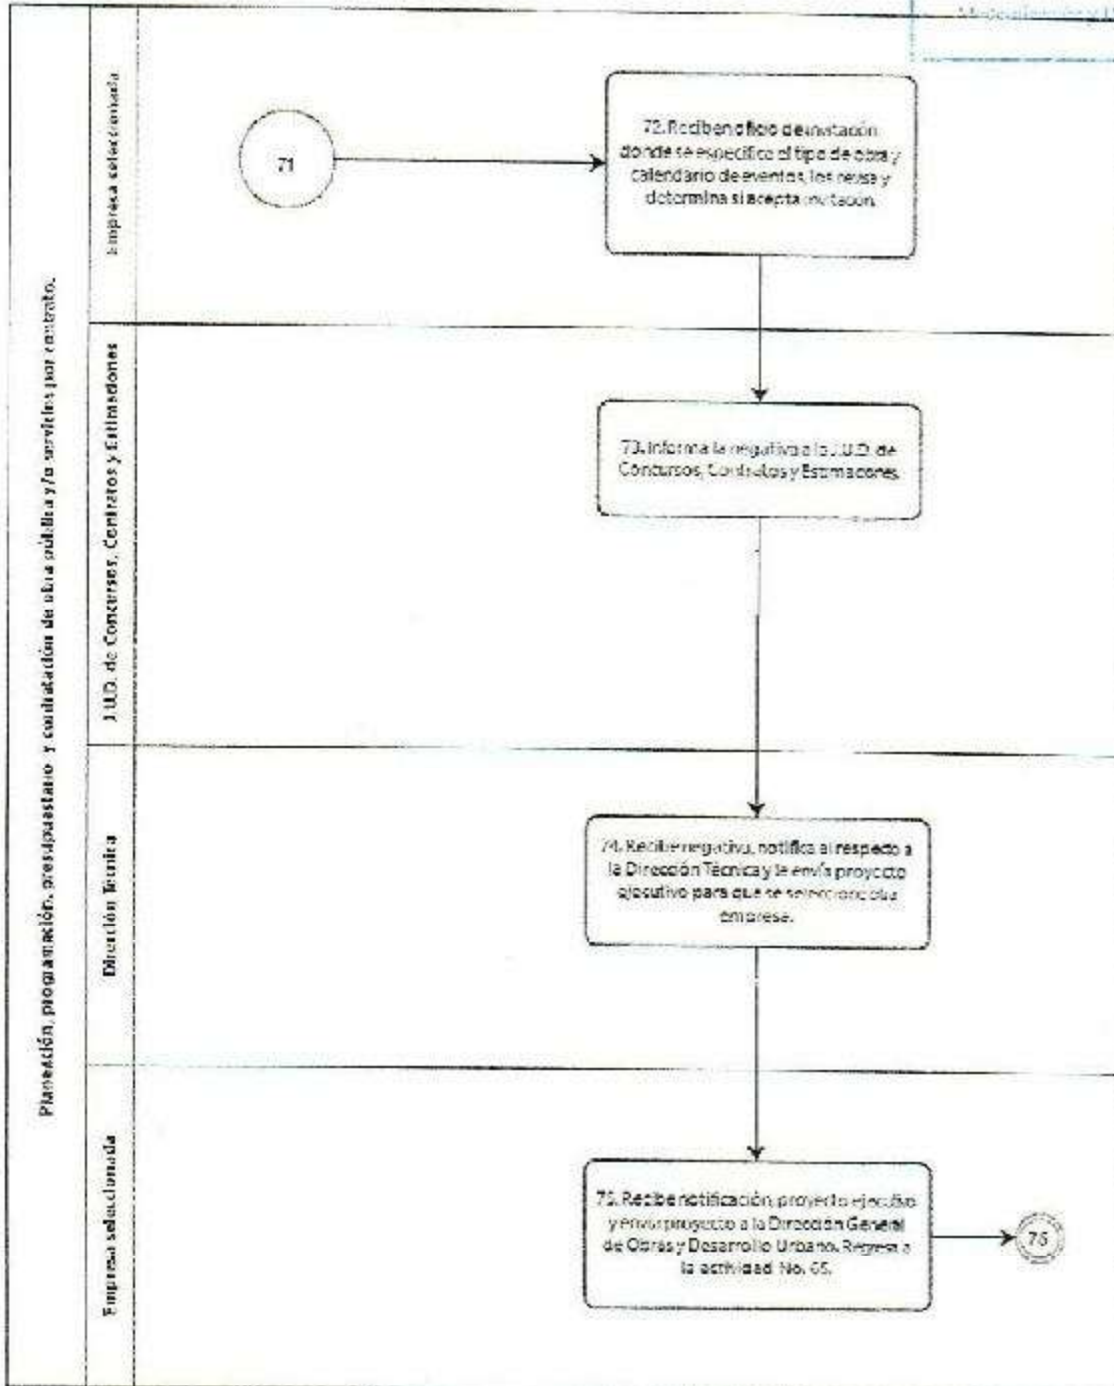 Planeación, programación, presupuestario y contratación de obra pública y/o servicios por contrato.
Empresa seleccionada
71
72. Reciben oficio de invitación
donde se especifica el tipo de obra y
calendario de eventos, los revisa y
determina si acepta invitación.
J.U.D. de Concursos, Contratos y Estimaciones
73. Informa la negativa a la J.U.D. de
Concursos, Contratos y Estimaciones.
Dirección Técnica
74. Recibe negativa, notifica al respecto a
la Dirección Técnica y le envía proyecto
ejecutivo para que se seleccione otra
empresa.
Empresa seleccionada
75. Recibe notificación, proyecto ejecutivo
y envía proyecto a la Dirección General
de Obras y Desarrollo Urbano. Regresa a
la actividad No. 65.
76